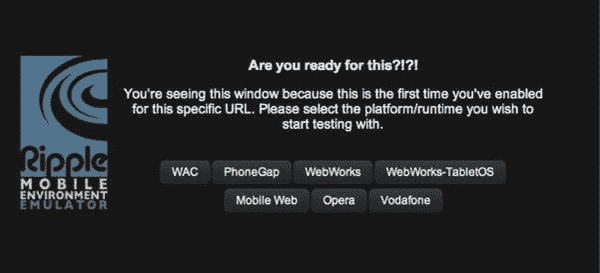 Are you ready for this?!?!
You're seeing this window because this is the first time you've enabled
for this specific URL. Please select the platform/runtime you wish to
start testing with.
Ripple
MOBILE
ENVIRONMENT
EMULATOR
WAC PhoneGap WebWorks WebWorks-TabletOS
Mobile Web Opera Vodafone